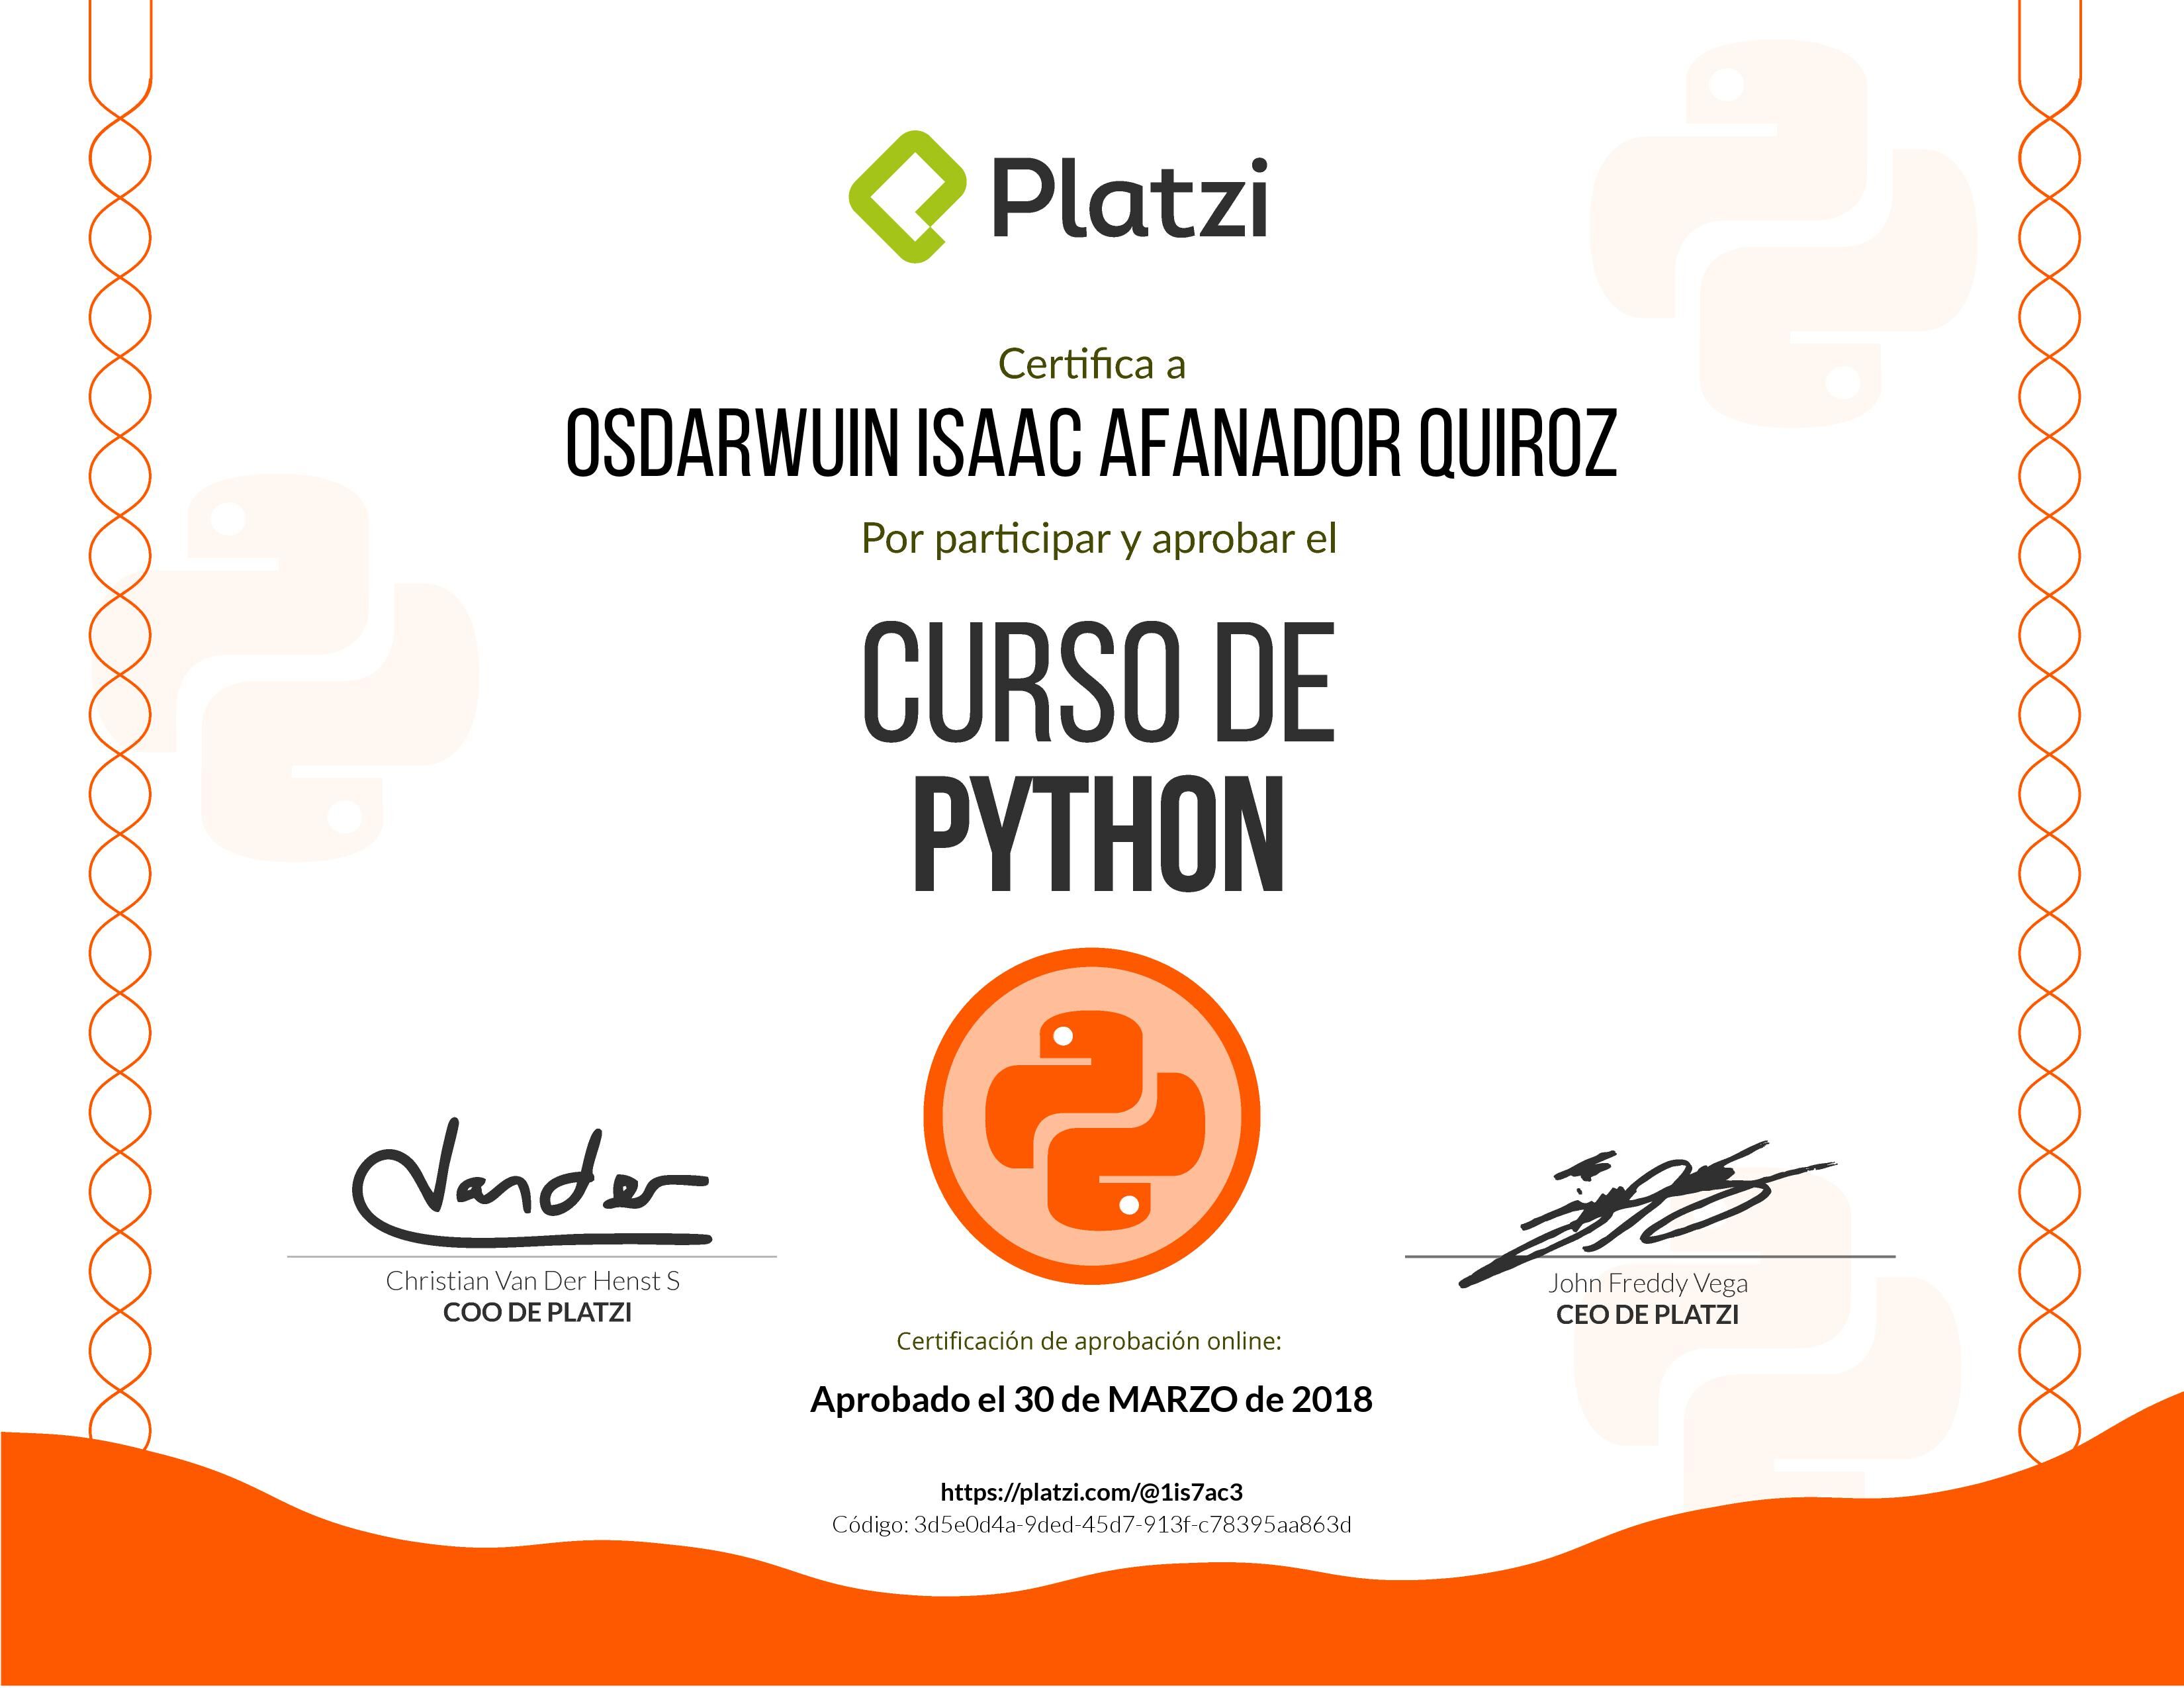 Platzi
Certifica a
OSDARWUIN ISAAC AFANADOR QUIROZ
Por participar y aprobar el
CURSO DE
PYTHON
Vander
Christian Van Der Henst S
COO DE PLATZI
John Freddy Vega
CEO DE PLATZI
Certificación de aprobación online:
Aprobado el 30 de MARZO de 2018
https://platzi.com/@1is7ac3
Código: 3d5e0d4a-9ded-45d7-913f-c78395aa863d